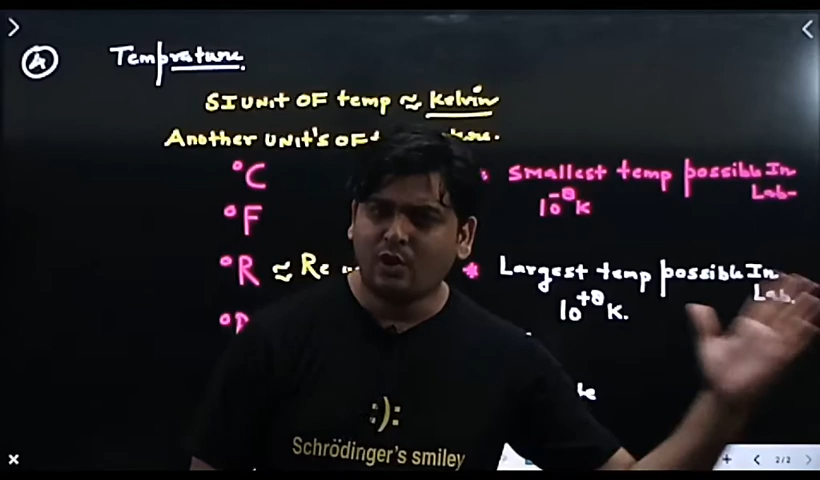 A Temprature.
SI UNIT OF temp ≈ Kelvin
Another UNIT'S OF
°C
°F
°R ≈ Re
* Smallest temp possible In Lab-
10⁻⁸ K
* Largest temp possible In Lab.
10⁺⁸ K.
:):
Schrödinger's smiley
2/2